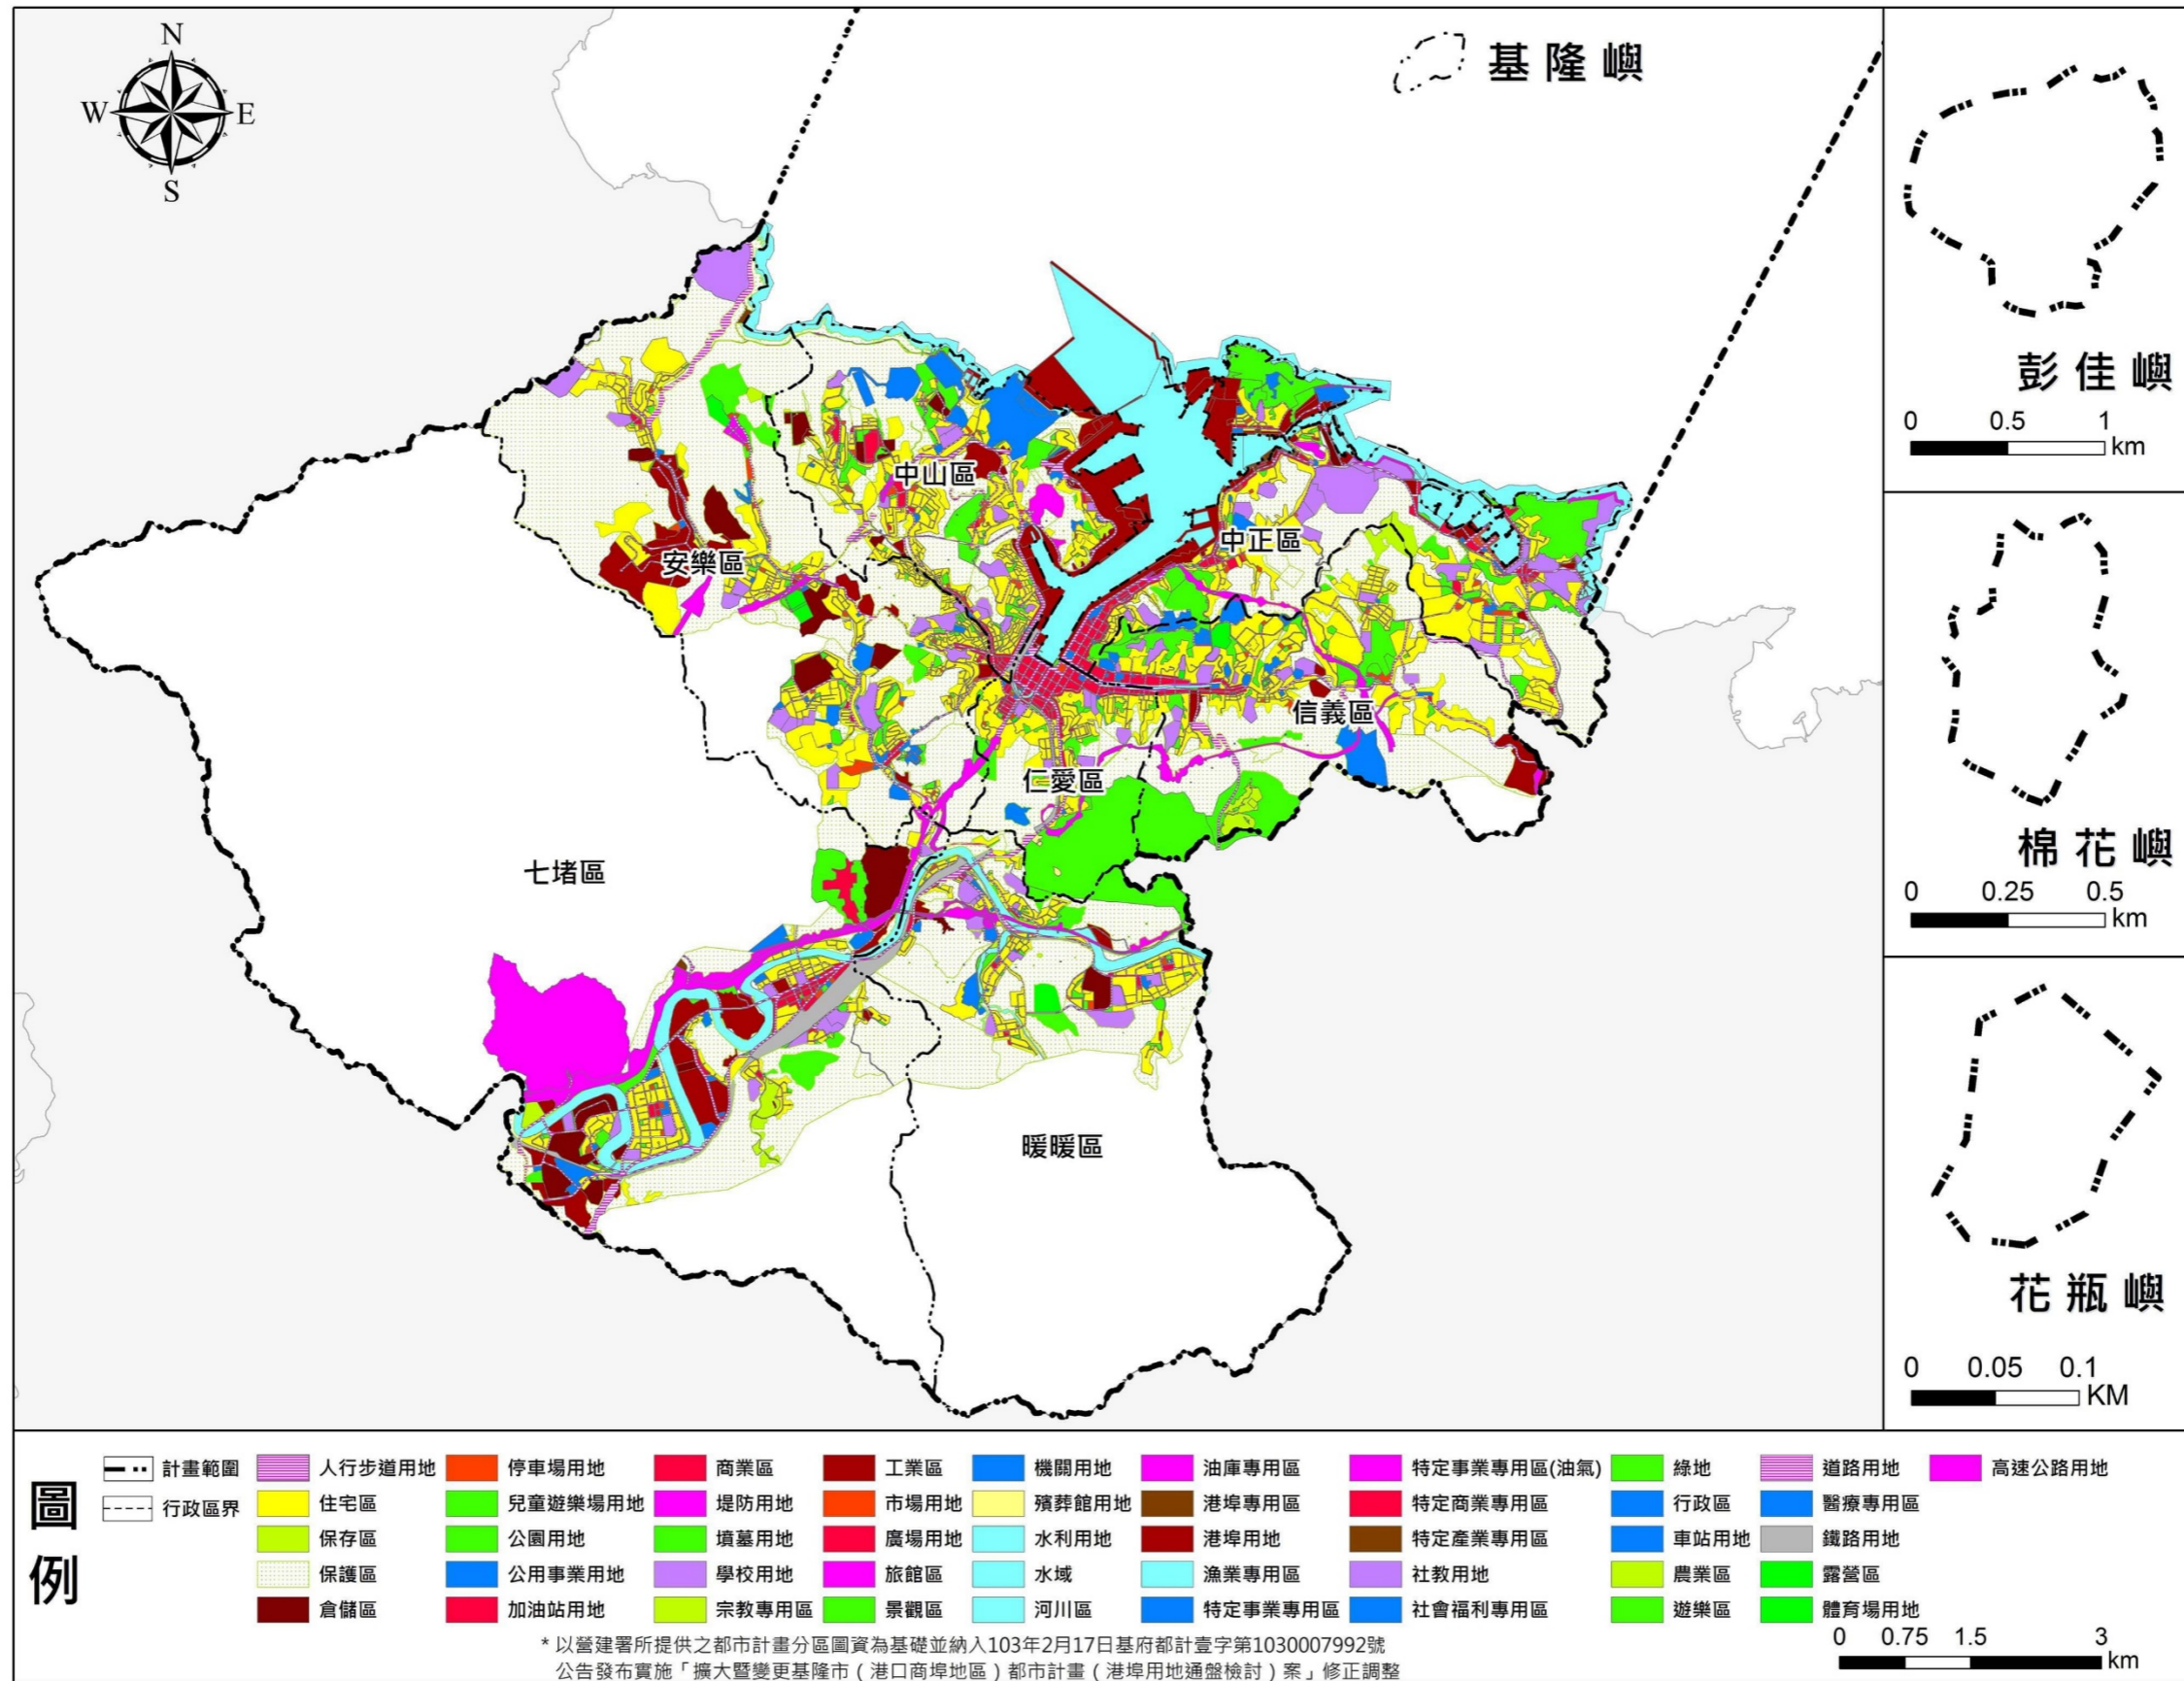 N
W
E
S
基隆嶼
彭佳嶼
0 0.5 1
km
棉花嶼
0 0.25 0.5
km
花瓶嶼
0 0.05 0.1
KM
中山區
中正區
安樂區
信義區
仁愛區
七堵區
暖暖區
圖例
計畫範圍
行政區界
人行步道用地
住宅區
保存區
保護區
倉儲區
停車場用地
兒童遊樂場用地
公園用地
公用事業用地
加油站用地
商業區
堤防用地
墳墓用地
學校用地
宗教專用區
工業區
市場用地
廣場用地
旅館區
景觀區
機關用地
殯葬館用地
水利用地
水域
河川區
油庫專用區
港埠專用區
港埠用地
漁業專用區
特定事業專用區
特定事業專用區(油氣)
特定商業專用區
特定產業專用區
社教用地
社會福利專用區
綠地
行政區
車站用地
農業區
遊樂區
道路用地
醫療專用區
鐵路用地
露營區
體育場用地
高速公路用地
0 0.75 1.5 3
km
* 以營建署所提供之都市計畫分區圖資為基礎並納入103年2月17日基府都計壹字第1030007992號
公告發布實施「擴大暨變更基隆市（港口商埠地區）都市計畫（港埠用地通盤檢討）案」修正調整